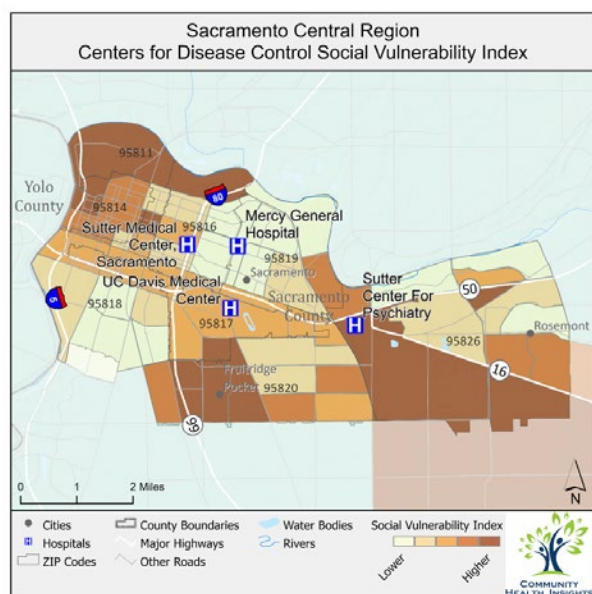 Sacramento Central Region
Centers for Disease Control Social Vulnerability Index
95811
Yolo
County
95814
80
95816
Mercy General
Hospital
Sutter Medical
Center,
Sacramento
H
H
95819
Sacramento
UC Davis Medical
Center
H
Sacramento
County
Sutter
Center For
Psychiatry
H
5
95818
50
95817
95826
Rosemont
16
Fruitridge
Pocket
95820
99
0 1 2 Miles
N
Cities
County Boundaries
Water Bodies
Social Vulnerability Index
H Hospitals
Major Highways
Rivers
ZIP Codes
Other Roads
Lower
Higher
COMMUNITY
HEALTH INSIGHTS